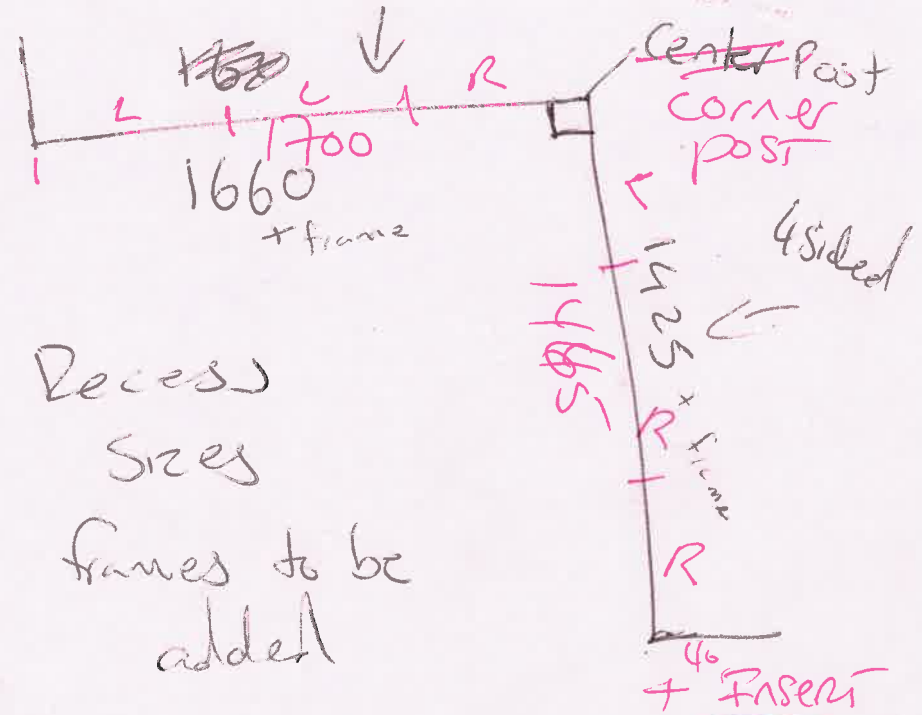 Center Post
corner
post
L
L
R
1700
1660
+ frame
4 sided
L
1425 + frame
1465
R
R
40
+ Insert
Recess
Sizes
frames to be
added